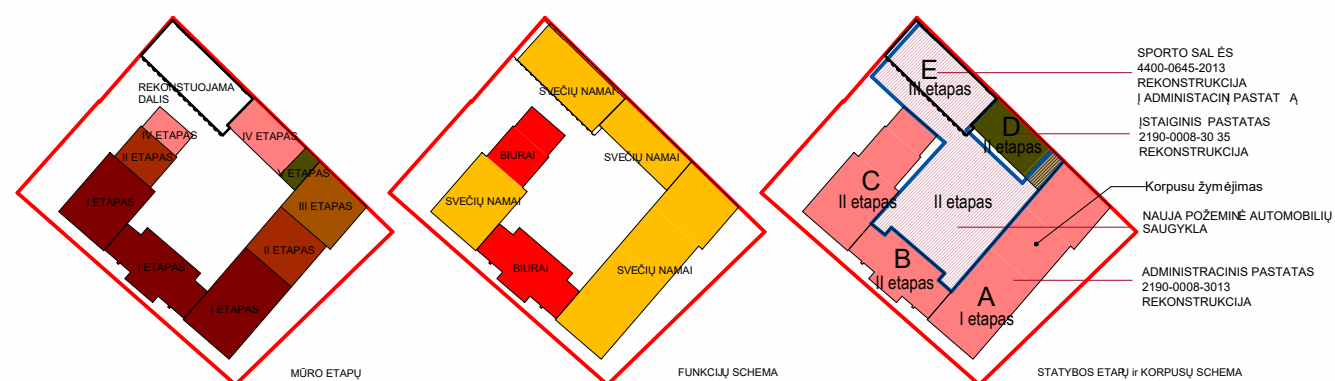 REKONSTUOJAMA
DALIS
IV ETAPAS
IV ETAPAS
II ETAPAS
V ETAPAS
I ETAPAS
III ETAPAS
II ETAPAS
I ETAPAS
I ETAPAS
MŪRO ETAPŲ
SVEČIŲ NAMAI
BIURAI
SVEČIŲ NAMAI
SVEČIŲ NAMAI
BIURAI
SVEČIŲ NAMAI
FUNKCIJŲ SCHEMA
E
III etapas
D
II etapas
C
II etapas
II etapas
B
II etapas
A
I etapas
SPORTO SALĖS
4400-0645-2013
REKONSTRUKCIJA
Į ADMINISTACINĮ PASTATĄ
ĮSTAIGINIS PASTATAS
2190-0008-30 35
REKONSTRUKCIJA
Korpusu žymėjimas
NAUJA POŽEMINĖ AUTOMOBILIŲ
SAUGYKLA
ADMINISTRACINIS PASTATAS
2190-0008-3013
REKONSTRUKCIJA
STATYBOS ETAPŲ ir KORPUSŲ SCHEMA